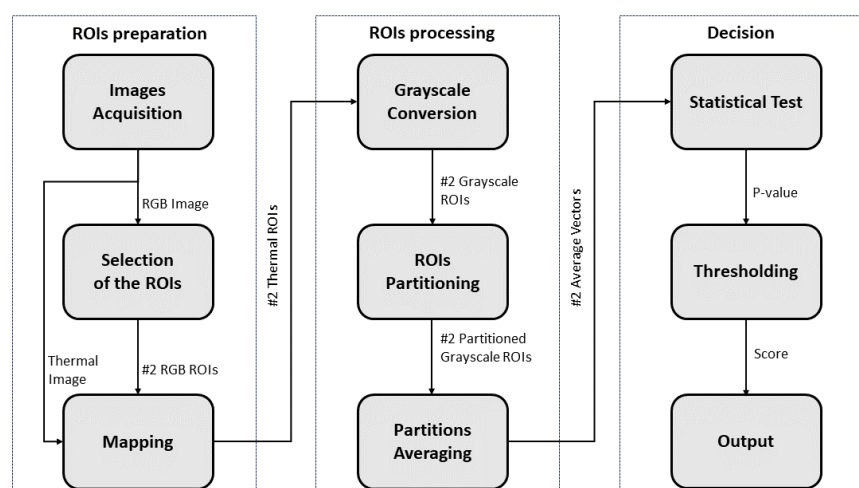 ROIs preparation
Images
Acquisition
RGB Image
Selection
of the ROIs
Thermal
Image
#2 RGB ROIs
Mapping
#2 Thermal ROIs
ROIs processing
Grayscale
Conversion
#2 Grayscale
ROIs
ROIs
Partitioning
#2 Partitioned
Grayscale ROIs
Partitions
Averaging
#2 Average Vectors
Decision
Statistical Test
P-value
Thresholding
Score
Output